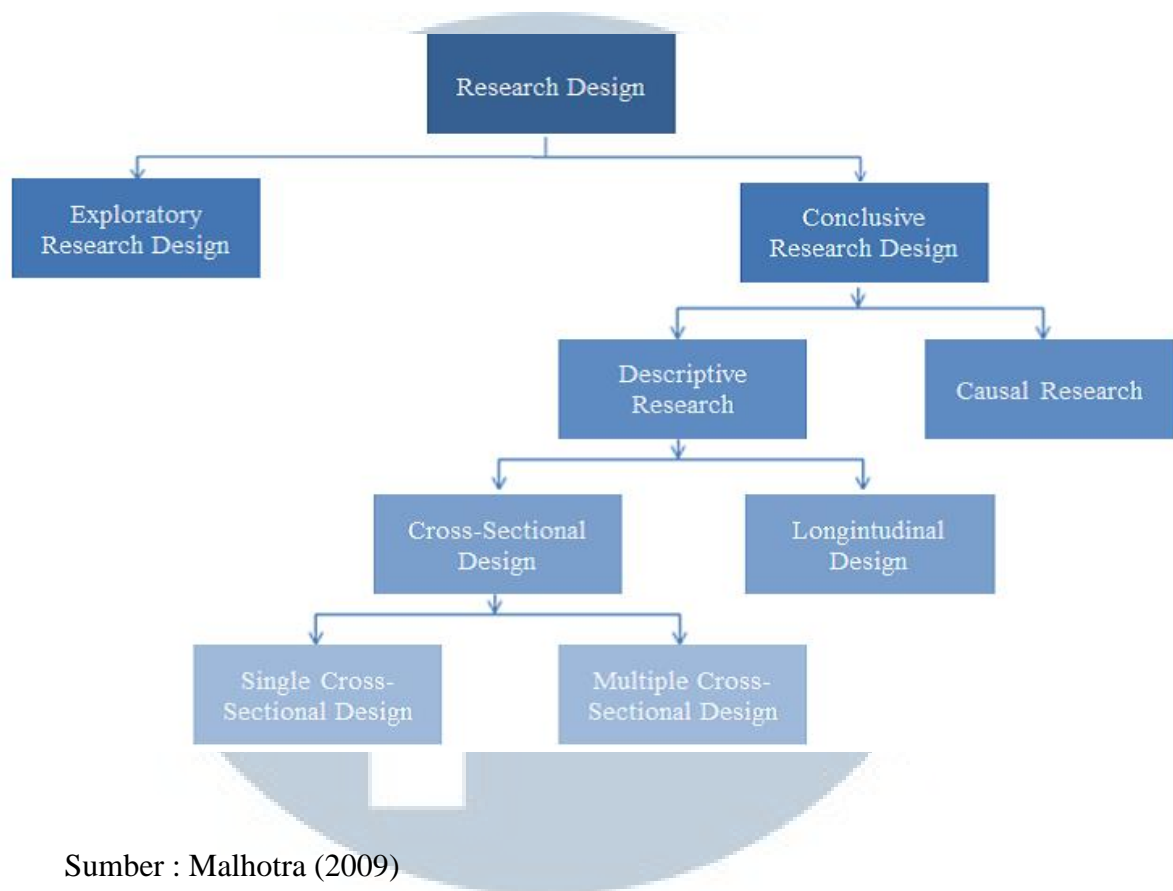 Research Design
Exploratory
Research Design
Conclusive
Research Design
Descriptive
Research
Causal Research
Cross-Sectional
Design
Longintudinal
Design
Single Cross-
Sectional Design
Multiple Cross-
Sectional Design
Sumber : Malhotra (2009)